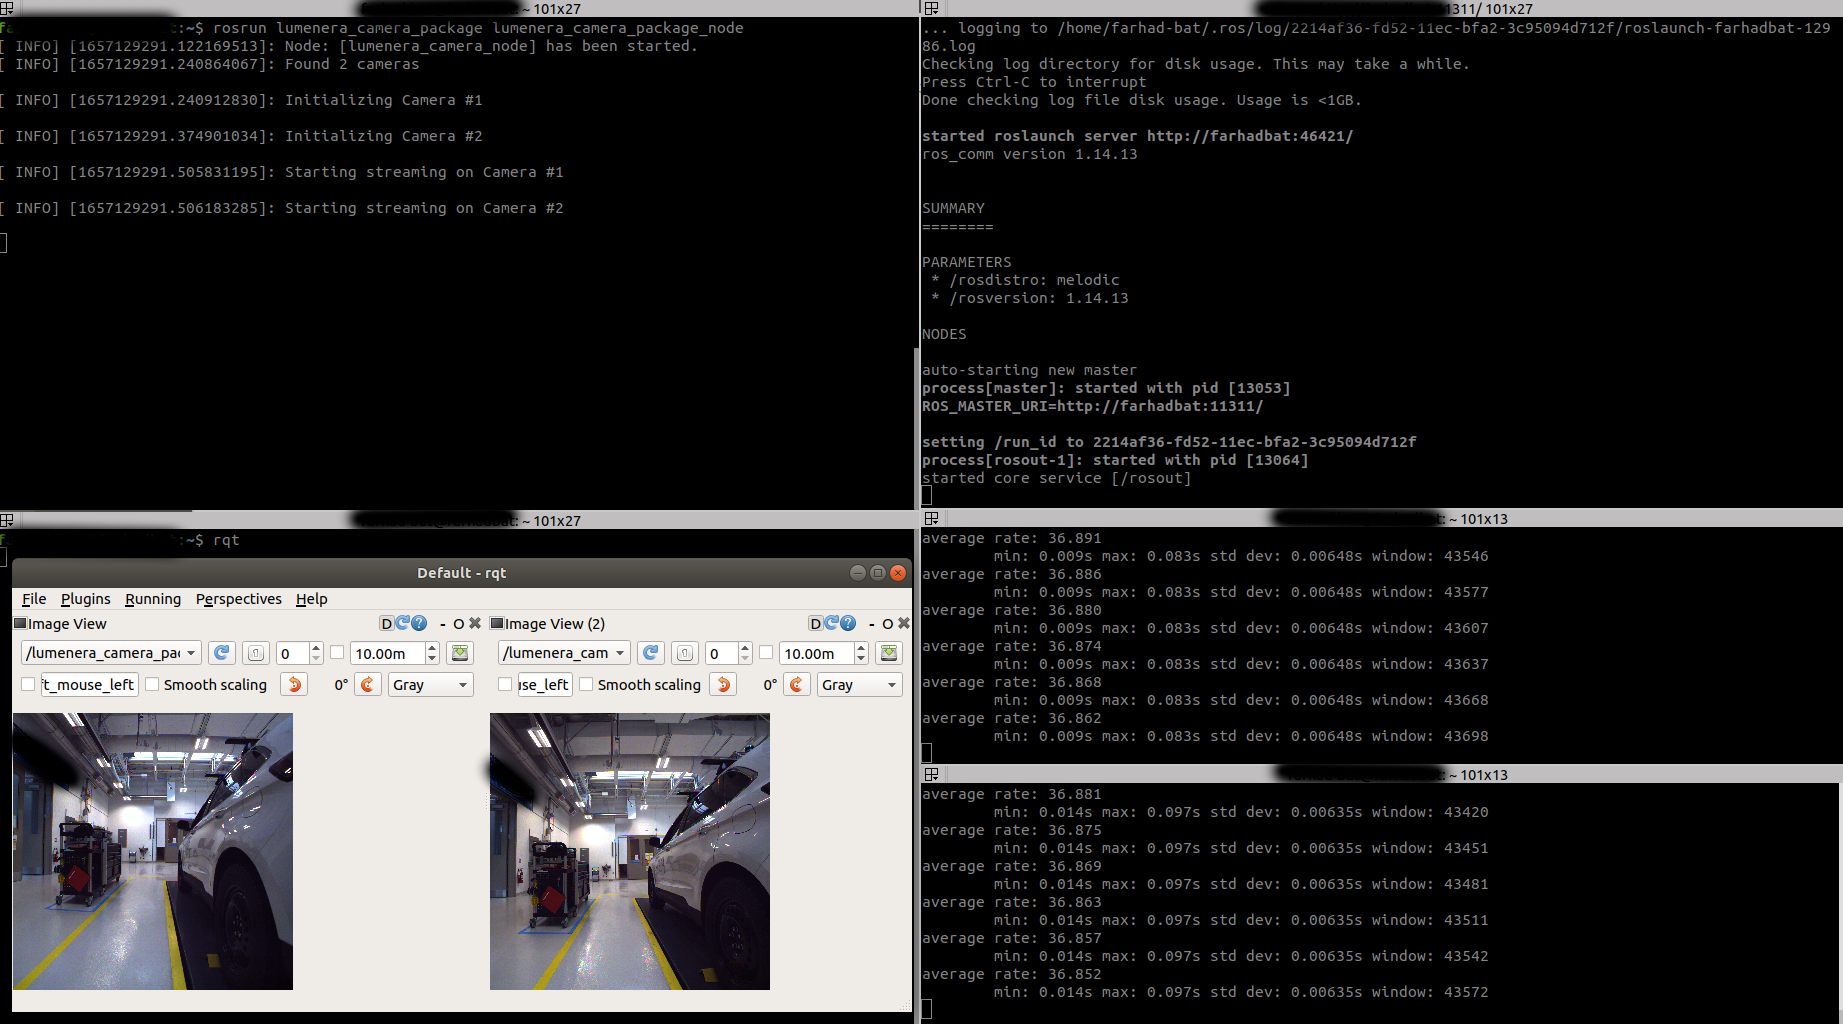 ~ 101x27
:~$ rosrun lumenera_camera_package lumenera_camera_package_node
[ INFO] [1657129291.122169513]: Node: [lumenera_camera_node] has been started.
[ INFO] [1657129291.240864067]: Found 2 cameras
[ INFO] [1657129291.240912830]: Initializing Camera #1
[ INFO] [1657129291.374901034]: Initializing Camera #2
[ INFO] [1657129291.505831195]: Starting streaming on Camera #1
[ INFO] [1657129291.506183285]: Starting streaming on Camera #2
1311/ 101x27
... logging to /home/farhad-bat/.ros/log/2214af36-fd52-11ec-bfa2-3c95094d712f/roslaunch-farhadbat-129
86.log
Checking log directory for disk usage. This may take a while.
Press Ctrl-C to interrupt
Done checking log file disk usage. Usage is <1GB.
started roslaunch server http://farhadbat:46421/
ros_comm version 1.14.13
SUMMARY
========
PARAMETERS
* /rosdistro: melodic
* /rosversion: 1.14.13
NODES
auto-starting new master
process[master]: started with pid [13053]
ROS_MASTER_URI=http://farhadbat:11311/
setting /run_id to 2214af36-fd52-11ec-bfa2-3c95094d712f
process[rosout-1]: started with pid [13064]
started core service [/rosout]
: ~ 101x27
:~$ rqt
Default - rqt
File Plugins Running Perspectives Help
Image View D - O
/lumenera_camera_pac 0 10.00m
ft_mouse_left Smooth scaling 0° Gray
Image View (2) D - O
/lumenera_cam 0 10.00m
use_left Smooth scaling 0° Gray
: ~ 101x13
average rate: 36.891
min: 0.009s max: 0.083s std dev: 0.00648s window: 43546
average rate: 36.886
min: 0.009s max: 0.083s std dev: 0.00648s window: 43577
average rate: 36.880
min: 0.009s max: 0.083s std dev: 0.00648s window: 43607
average rate: 36.874
min: 0.009s max: 0.083s std dev: 0.00648s window: 43637
average rate: 36.868
min: 0.009s max: 0.083s std dev: 0.00648s window: 43668
average rate: 36.862
min: 0.009s max: 0.083s std dev: 0.00648s window: 43698
: ~ 101x13
average rate: 36.881
min: 0.014s max: 0.097s std dev: 0.00635s window: 43420
average rate: 36.875
min: 0.014s max: 0.097s std dev: 0.00635s window: 43451
average rate: 36.869
min: 0.014s max: 0.097s std dev: 0.00635s window: 43481
average rate: 36.863
min: 0.014s max: 0.097s std dev: 0.00635s window: 43511
average rate: 36.857
min: 0.014s max: 0.097s std dev: 0.00635s window: 43542
average rate: 36.852
min: 0.014s max: 0.097s std dev: 0.00635s window: 43572